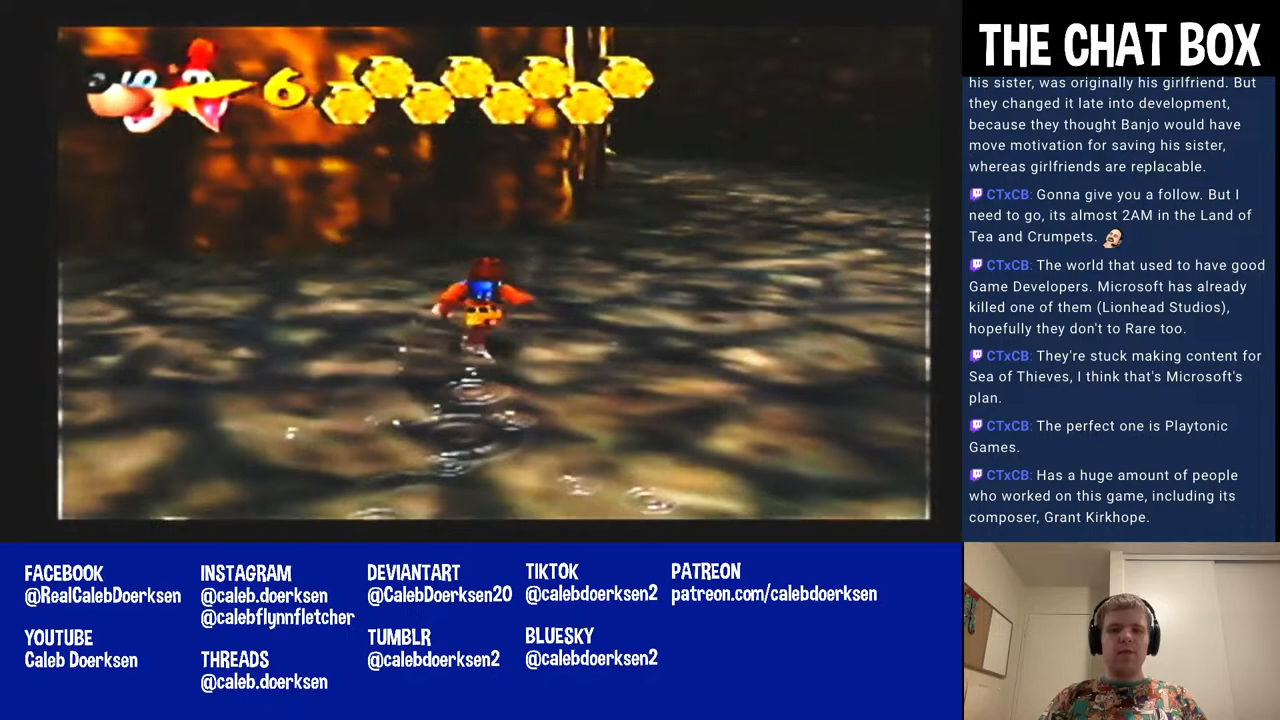 6
THE CHAT BOX
his sister, was originally his girlfriend. But
they changed it late into development,
because they thought Banjo would have
move motivation for saving his sister,
whereas girlfriends are replacable.
CTxCB: Gonna give you a follow. But I
need to go, its almost 2AM in the Land of
Tea and Crumpets.
CTxCB: The world that used to have good
Game Developers. Microsoft has already
killed one of them (Lionhead Studios),
hopefully they don't to Rare too.
CTxCB: They're stuck making content for
Sea of Thieves, I think that's Microsoft's
plan.
CTxCB: The perfect one is Playtonic
Games.
CTxCB: Has a huge amount of people
who worked on this game, including its
composer, Grant Kirkhope.
FACEBOOK
@RealCalebDoerksen
YOUTUBE
Caleb Doerksen
INSTAGRAM
@caleb.doerksen
@calebflynnfletcher
THREADS
@caleb.doerksen
DEVIANTART
@CalebDoerksen20
TUMBLR
@calebdoerksen2
TIKTOK
@calebdoerksen2
BLUESKY
@calebdoerksen2
PATREON
patreon.com/calebdoerksen